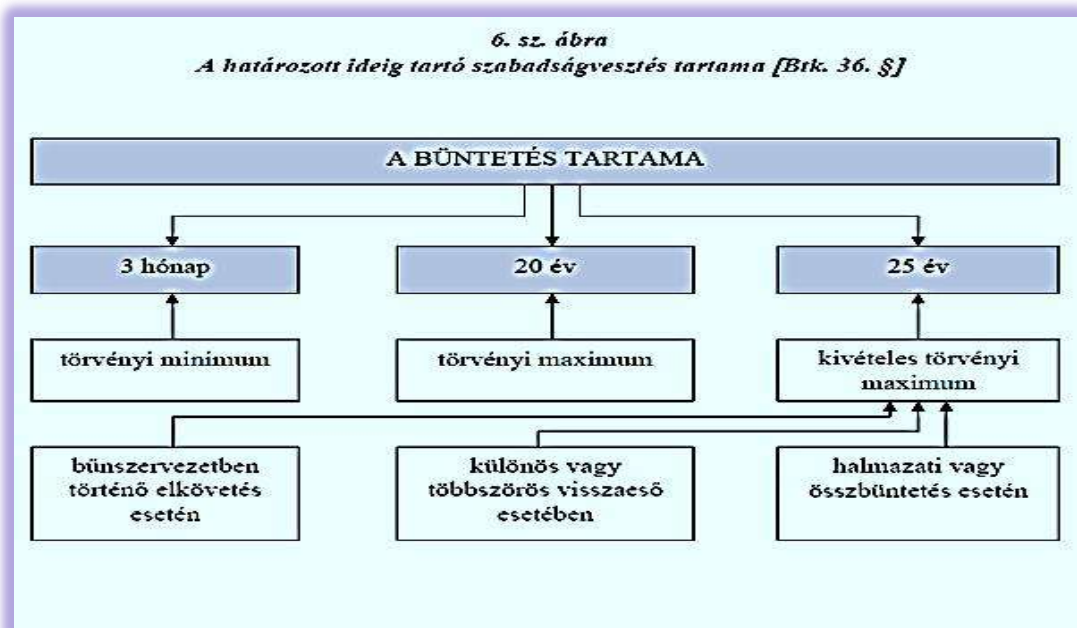 6. sz. ábra
A határozott ideig tartó szabadságvesztés tartama [Btk. 36. §]
A BÜNTETÉS TARTAMA
3 hónap
20 év
25 év
törvényi minimum
törvényi maximum
kivételes törvényi
maximum
bűnszervezetben
történő elkövetés
esetén
különös vagy
többszörös visszaeső
esetében
halmazati vagy
összbüntetés esetén